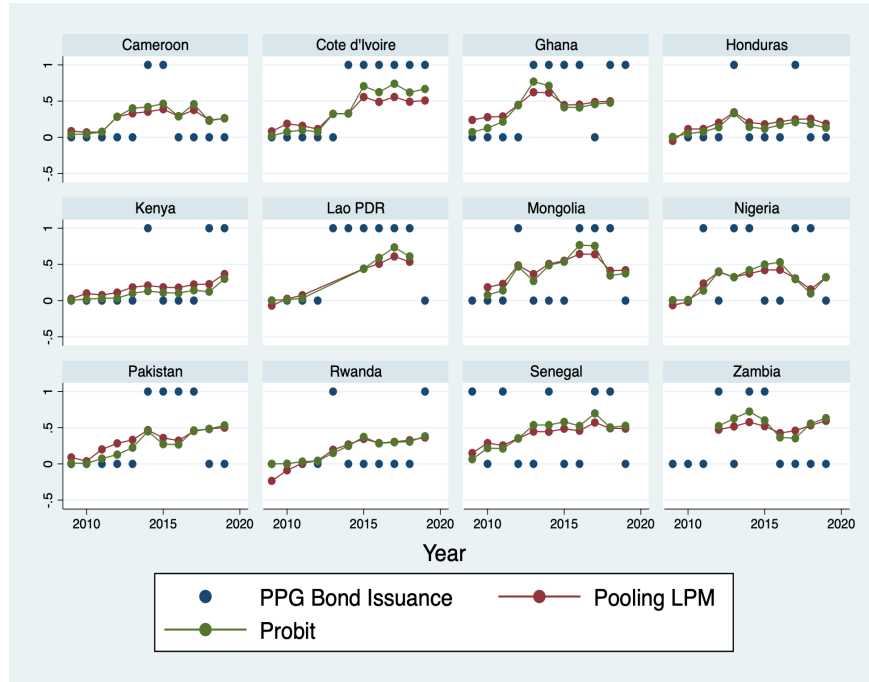 Cameroon Cote d'Ivoire Ghana Honduras
1
.5
0
-.5
Kenya Lao PDR Mongolia Nigeria
1
.5
0
-.5
Pakistan Rwanda Senegal Zambia
1
.5
0
-.5
2010 2015 2020 2010 2015 2020 2010 2015 2020 2010 2015 2020
Year
PPG Bond Issuance Pooling LPM
Probit